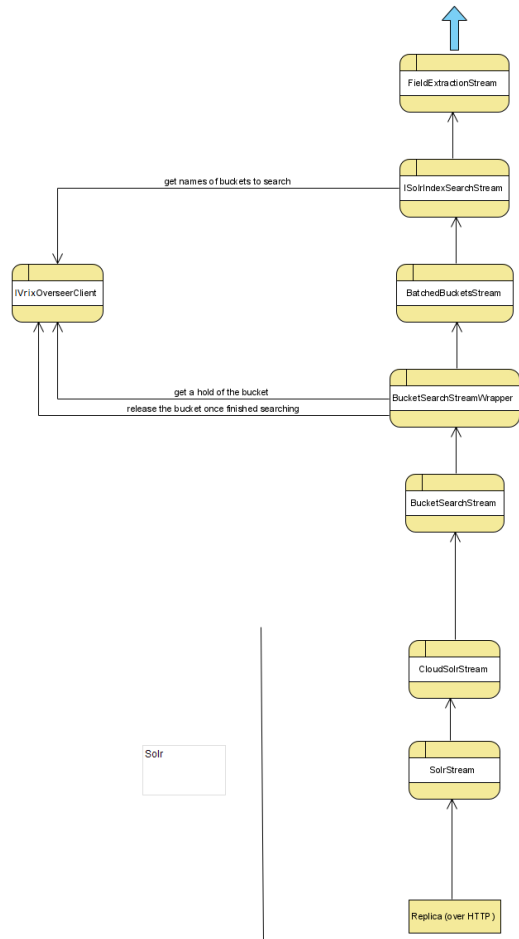 FieldExtractionStream
get names of buckets to search
ISolrIndexSearchStream
IVrixOverseerClient
BatchedBucketsStream
get a hold of the bucket
BucketSearchStreamWrapper
release the bucket once finished searching
BucketSearchStream
CloudSolrStream
Solr
SolrStream
Replica (over HTTP)